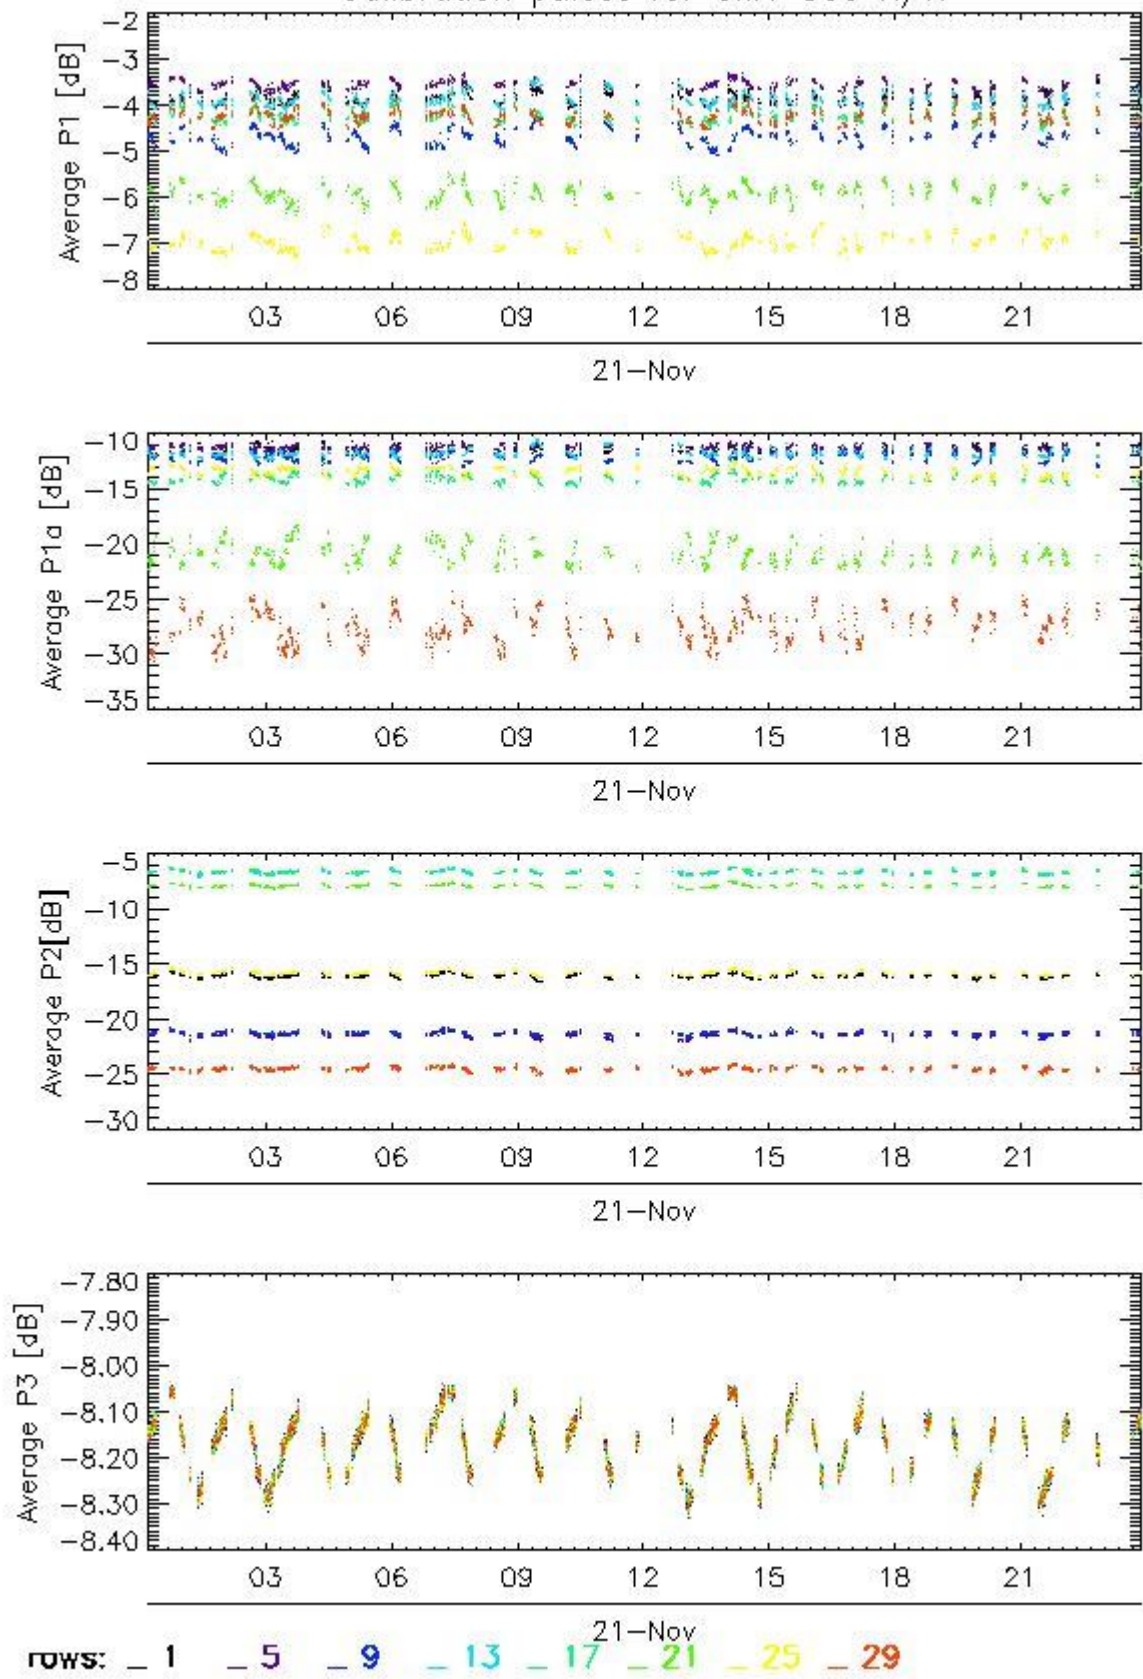 Average P1 [dB]
-2
-3
-4
-5
-6
-7
-8
03 06 09 12 15 18 21
21-Nov
Average P1a [dB]
-10
-15
-20
-25
-30
-35
03 06 09 12 15 18 21
21-Nov
Average P2[dB]
-5
-10
-15
-20
-25
-30
03 06 09 12 15 18 21
21-Nov
Average P3 [dB]
-7.80
-7.90
-8.00
-8.10
-8.20
-8.30
-8.40
03 06 09 12 15 18 21
21-Nov
rows: _ 1 _ 5 _ 9 _ 13 _ 17 _ 21 _ 25 _ 29